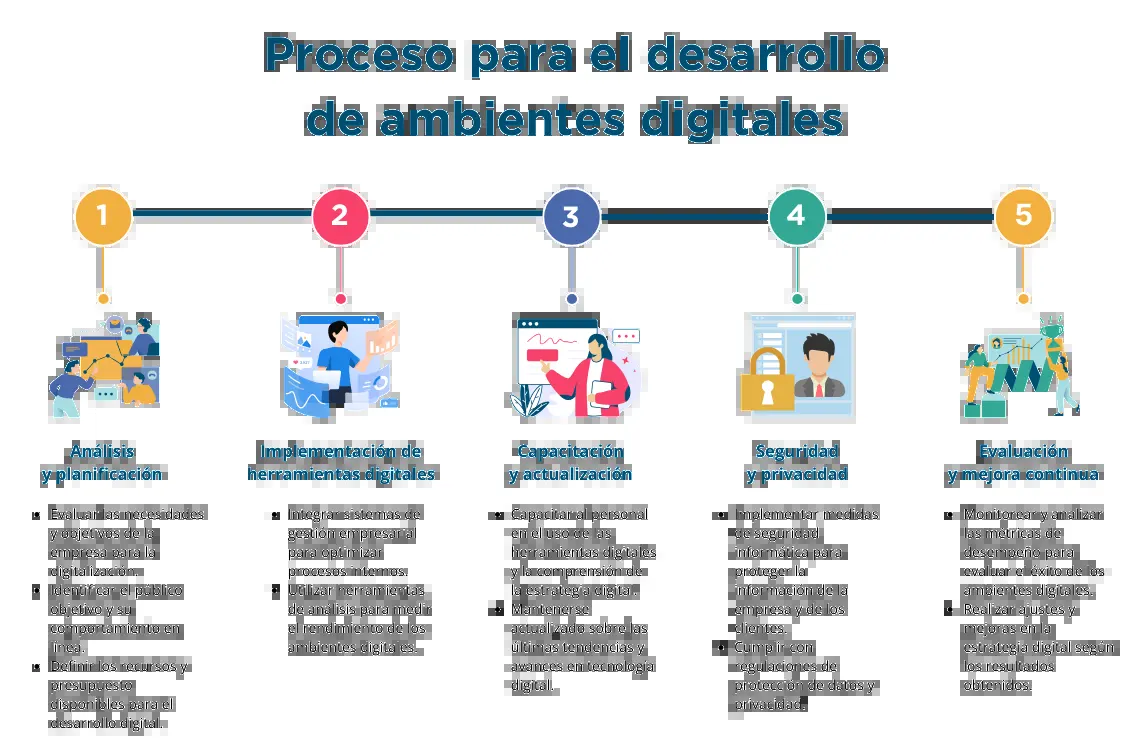 Proceso para el desarrollo
de ambientes digitales
1
2
3
4
5
Análisis
y planificación
• Evaluar las necesidades
y objetivos de la
empresa para la
digitalización.
• Identificar el público
objetivo y su
comportamiento en
línea.
• Definir los recursos y
presupuesto
disponibles para el
desarrollo digital.
Implementación de
herramientas digitales
• Integrar sistemas de
gestión empresarial
para optimizar
procesos internos.
• Utilizar herramientas
de análisis para medir
el rendimiento de los
ambientes digitales.
Capacitación
y actualización
• Capacitar al personal
en el uso de las
herramientas digitales
y la comprensión de
la estrategia digital.
• Mantenerse
actualizado sobre las
últimas tendencias y
avances en tecnología
digital.
Seguridad
y privacidad
• Implementar medidas
de seguridad
informática para
proteger la
información de la
empresa y de los
clientes.
• Cumplir con
regulaciones de
protección de datos y
privacidad.
Evaluación
y mejora continua
• Monitorear y analizar
las métricas de
desempeño para
evaluar el éxito de los
ambientes digitales.
• Realizar ajustes y
mejoras en la
estrategia digital según
los resultados
obtenidos.